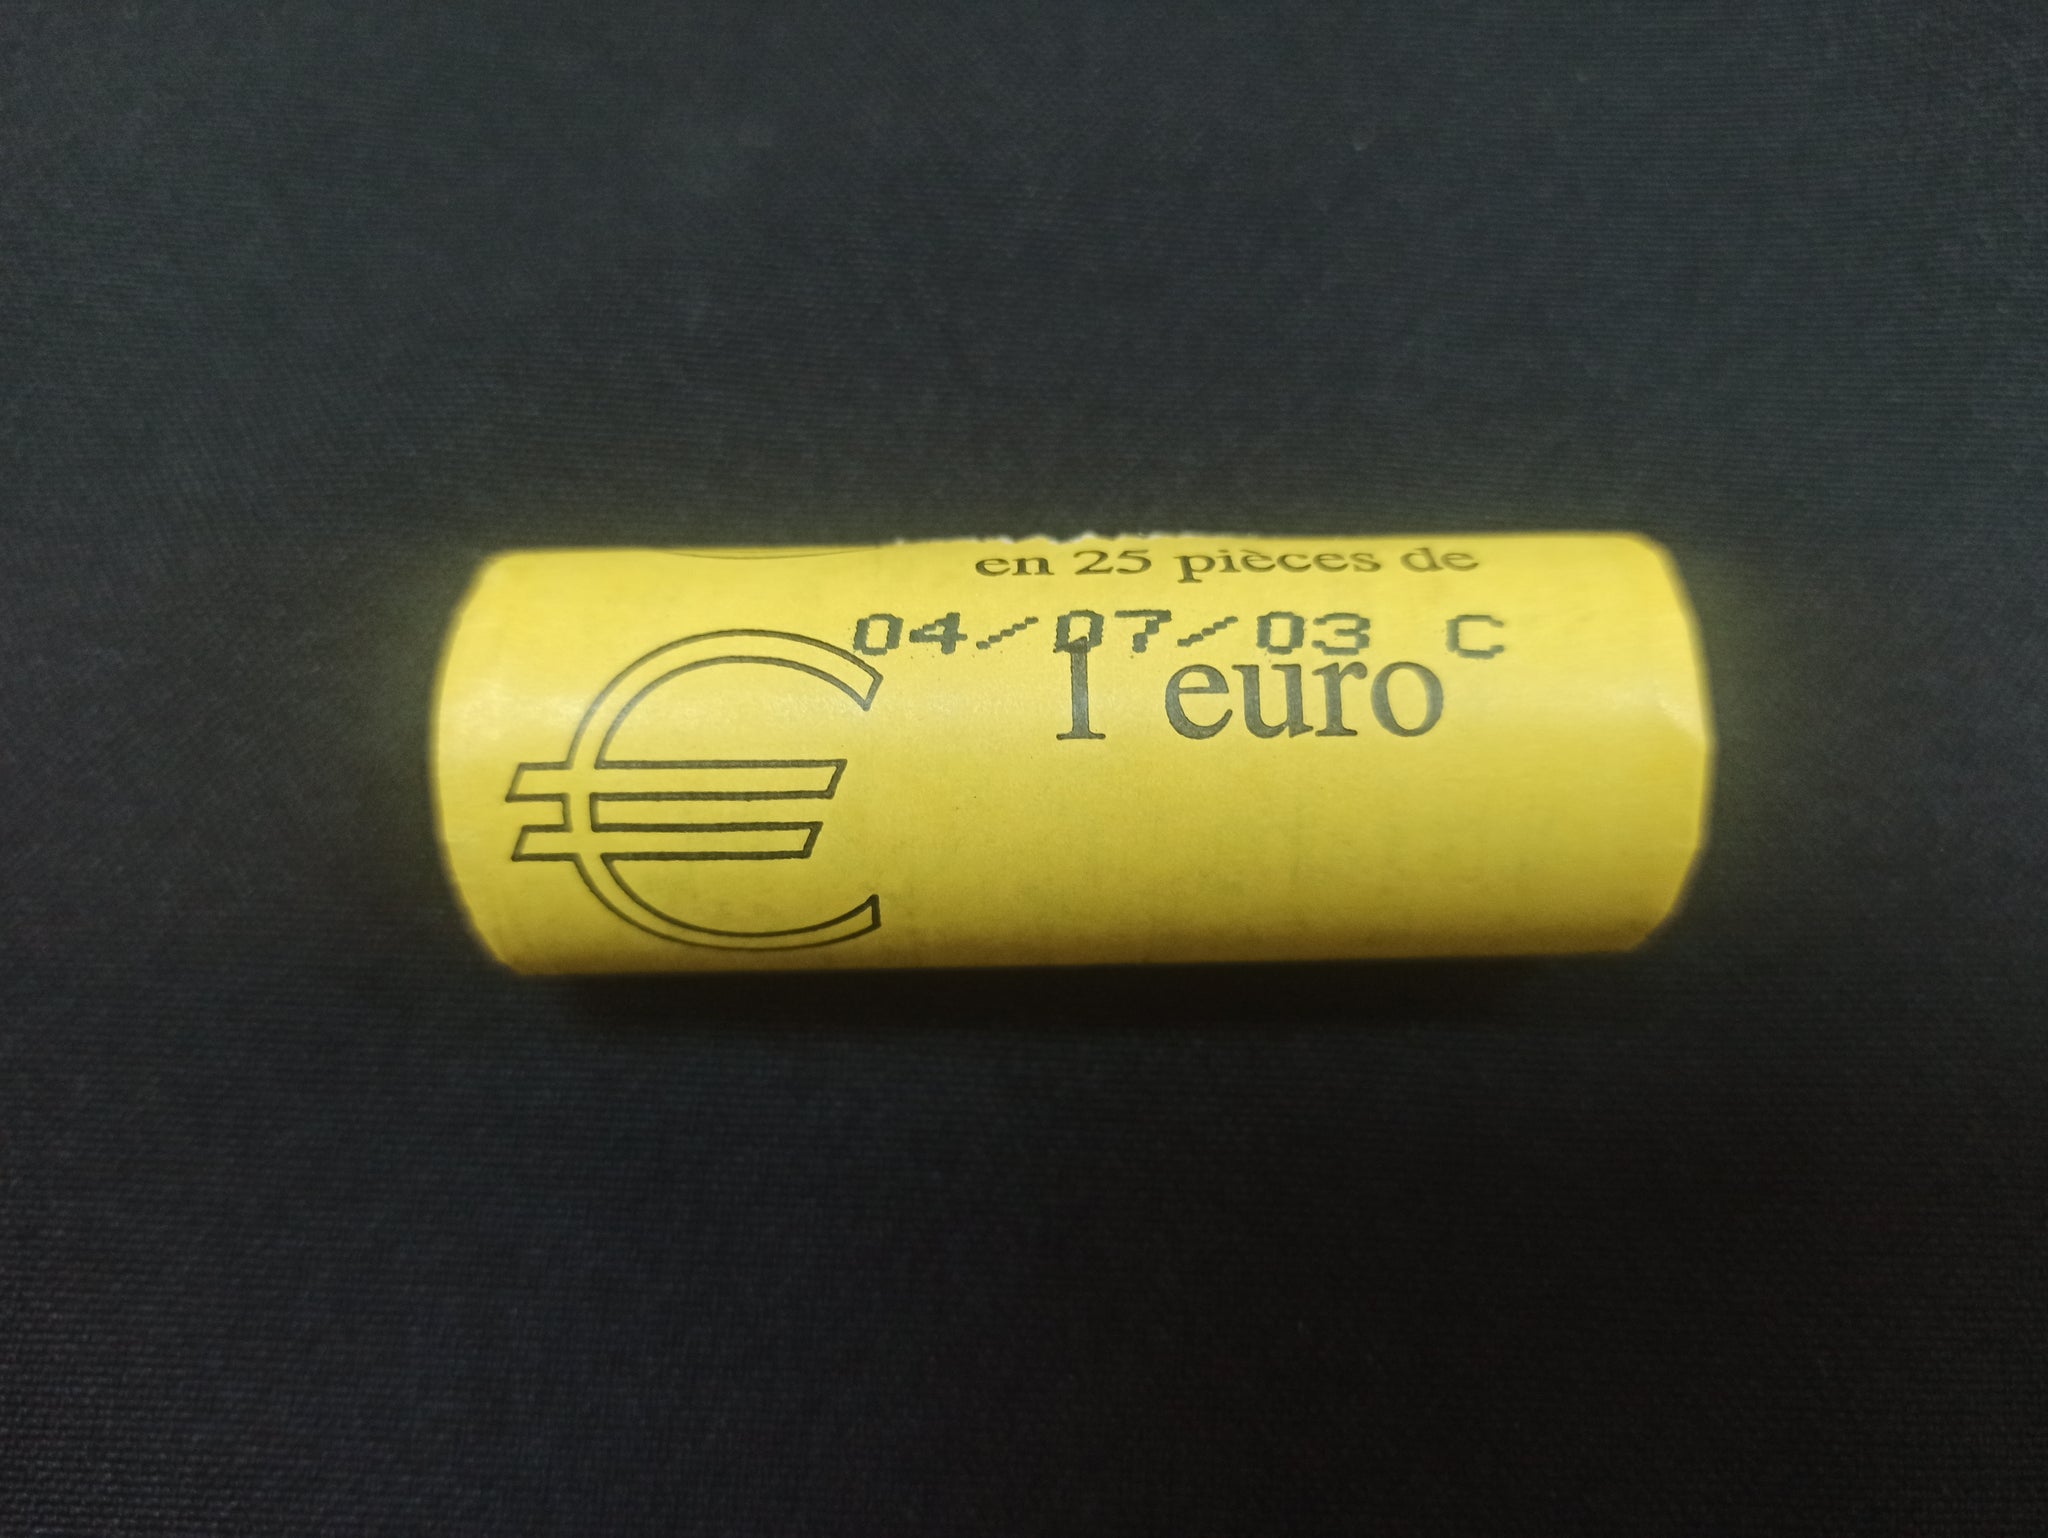 en 25 pièces de
04/07/03 C
1 euro
€